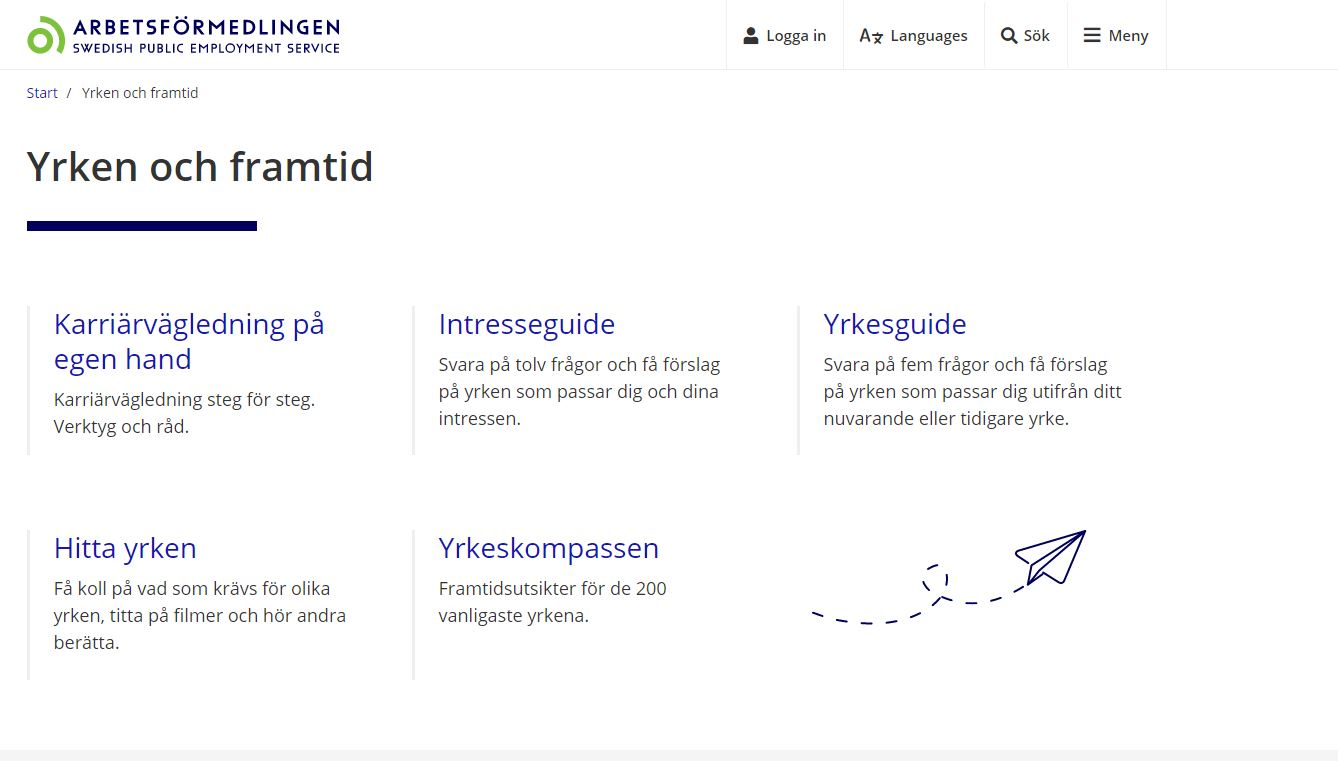 ARBETSFÖRMEDLINGEN
SWEDISH PUBLIC EMPLOYMENT SERVICE
Logga in
Languages
Sök
Meny
Start / Yrken och framtid
Yrken och framtid
Karriärvägledning på
egen hand
Karriärvägledning steg för steg.
Verktyg och råd.
Intresseguide
Svara på tolv frågor och få förslag
på yrken som passar dig och dina
intressen.
Yrkesguide
Svara på fem frågor och få förslag
på yrken som passar dig utifrån ditt
nuvarande eller tidigare yrke.
Hitta yrken
Få koll på vad som krävs för olika
yrken, titta på filmer och hör andra
berätta.
Yrkeskompassen
Framtidsutsikter för de 200
vanligaste yrkena.